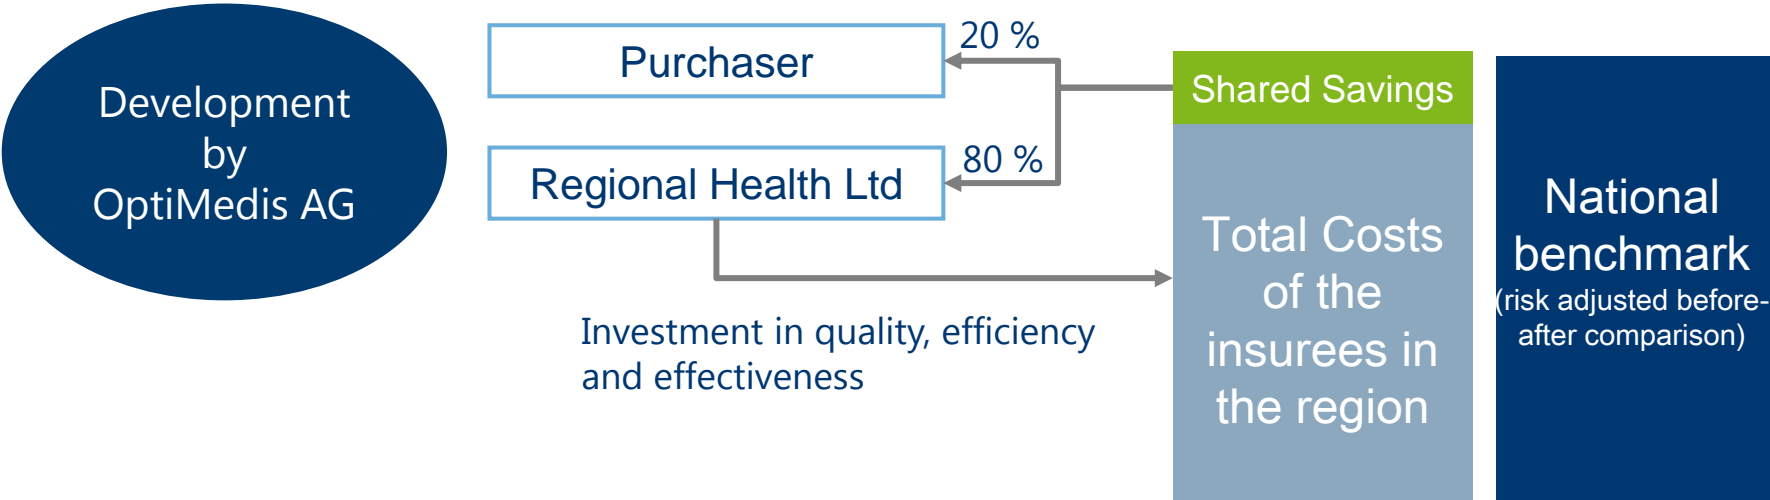 Development
by
OptiMedis AG
Purchaser
20 %
Regional Health Ltd
80 %
Investment in quality, efficiency
and effectiveness
Shared Savings
Total Costs
of the
insurees in
the region
National
benchmark
(risk adjusted before-
after comparison)